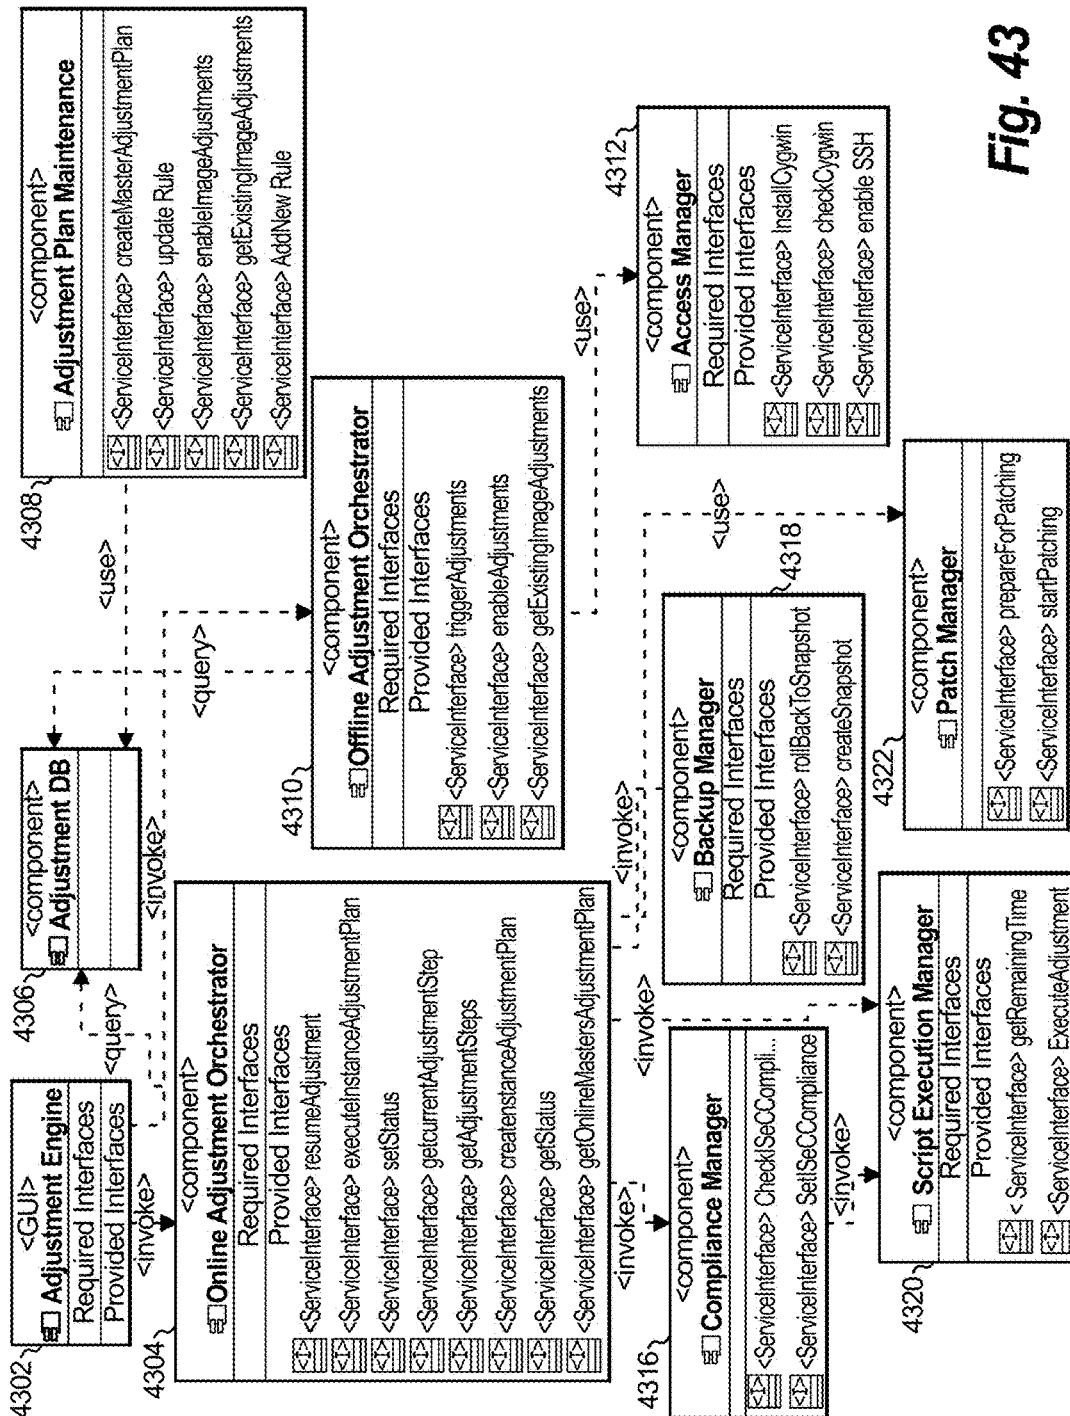 4302
<GUI>
Adjustment Engine
Required Interfaces
Provided Interfaces
<invoke>
<query>
<invoke>
4306
<component>
Adjustment DB
<use>
<query>
4308
<component>
Adjustment Plan Maintenance
<I> <ServiceInterface> createMasterAdjustmentPlan
<I> <ServiceInterface> update Rule
<I> <ServiceInterface> enableImageAdjustments
<I> <ServiceInterface> getExistingImageAdjustments
<I> <ServiceInterface> AddNew Rule
4304
<component>
Online Adjustment Orchestrator
Required Interfaces
Provided Interfaces
<I> <ServiceInterface> resumeAdjustment
<I> <ServiceInterface> executeInstanceAdjustmentPlan
<I> <ServiceInterface> setStatus
<I> <ServiceInterface> getcurrentAdjustmentStep
<I> <ServiceInterface> getAdjustmentSteps
<I> <ServiceInterface> createnstanceAdjustmentPlan
<I> <ServiceInterface> getStatus
<I> <ServiceInterface> getOnlineMastersAdjustmentPlan
4310
<component>
Offline Adjustment Orchestrator
Required Interfaces
Provided Interfaces
<I> <ServiceInterface> triggerAdjustments
<I> <ServiceInterface> enableAdjustments
<I> <ServiceInterface> getExistingImageAdjustments
<use>
<invoke>
<invoke>
<invoke>
<use>
4312
<component>
Access Manager
Required Interfaces
Provided Interfaces
<I> <ServiceInterface> InstallCygwin
<I> <ServiceInterface> checkCygwin
<I> <ServiceInterface> enable SSH
4316
<component>
Compliance Manager
<I> <ServiceInterface> CheckISeCCompli...
<I> <ServiceInterface> SetISeCCompliance
<invoke>
4318
<component>
Backup Manager
Required Interfaces
Provided Interfaces
<I> <ServiceInterface> rollBackToSnapshot
<I> <ServiceInterface> createSnapshot
4320
<component>
Script Execution Manager
Required Interfaces
Provided Interfaces
<I> < ServiceInterface> getRemainingTime
<I> <ServiceInterface> ExecuteAdjustment
4322
<component>
Patch Manager
<I> <ServiceInterface> prepareForPatching
<I> <ServiceInterface> startPatching
Fig. 43